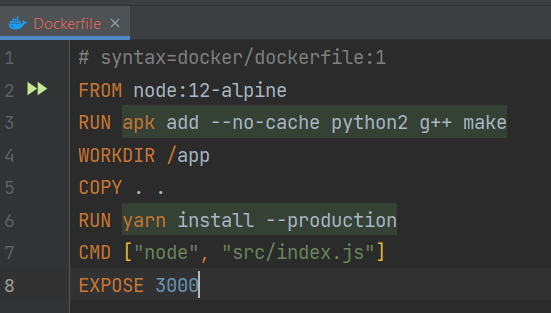 Dockerfile ×
1 # syntax=docker/dockerfile:1
2 FROM node:12-alpine
3 RUN apk add --no-cache python2 g++ make
4 WORKDIR /app
5 COPY . .
6 RUN yarn install --production
7 CMD ["node", "src/index.js"]
8 EXPOSE 3000